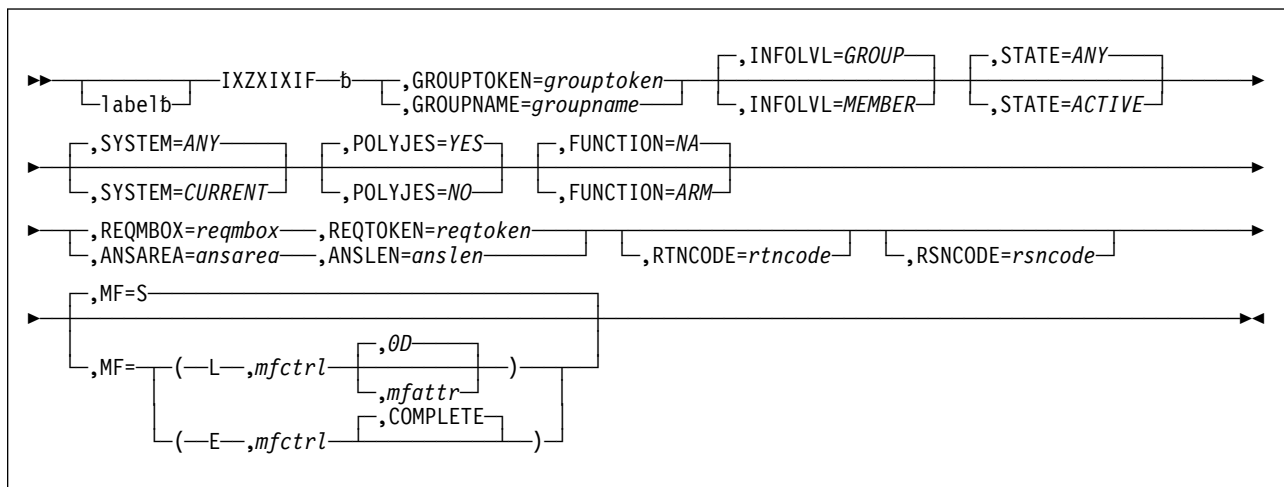 ,INFOLVL=GROUP ,STATE=ANY
IXZXIXIF ƀ ,GROUPTOKEN=grouptoken
labelƀ ,GROUPNAME=groupname ,INFOLVL=MEMBER ,STATE=ACTIVE
,SYSTEM=ANY ,POLYJES=YES ,FUNCTION=NA
,SYSTEM=CURRENT ,POLYJES=NO ,FUNCTION=ARM
,REQMBOX=reqmbox ,REQTOKEN=reqtoken
,ANSAREA=ansarea ,ANSLEN=anslen ,RTNCODE=rtncode ,RSNCODE=rsncode
,MF=S
,0D
,MF= ( L ,mfctrl )
,mfattr
,COMPLETE
( E ,mfctrl )